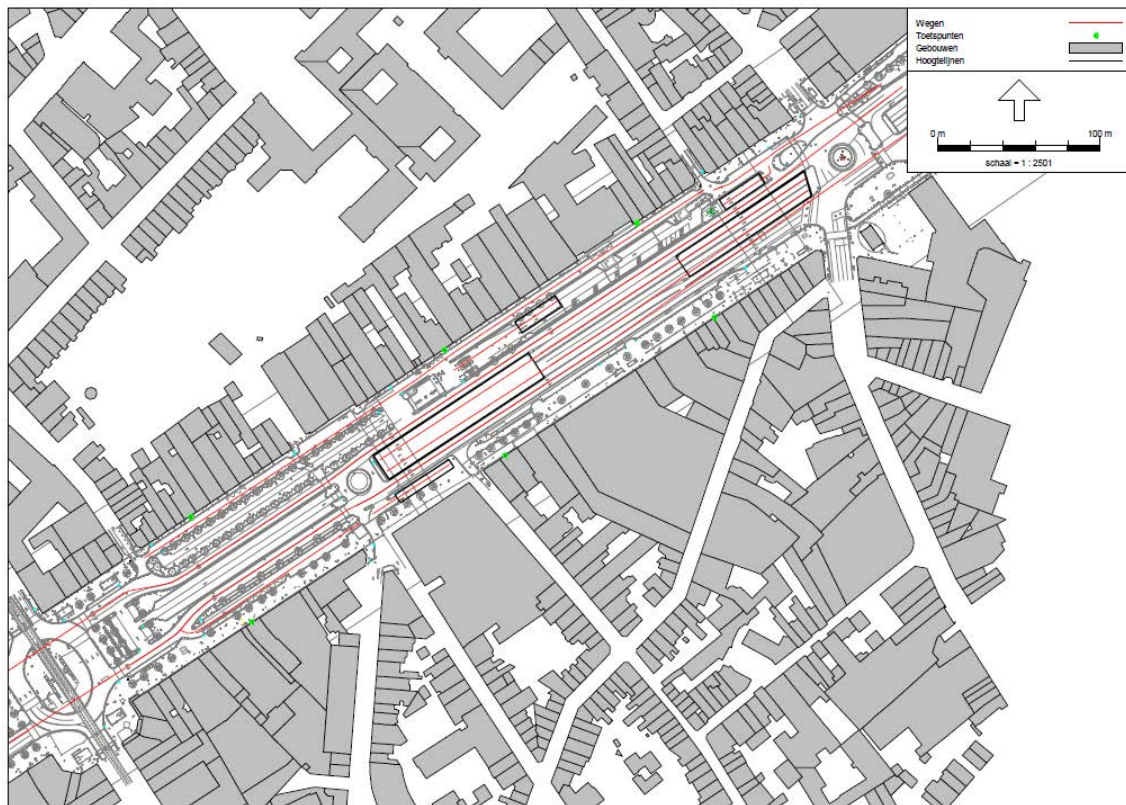 Wegen
Toetspunten
Gebouwen
Hoogtelijnen
0 m 100 m
schaal = 1 : 2501